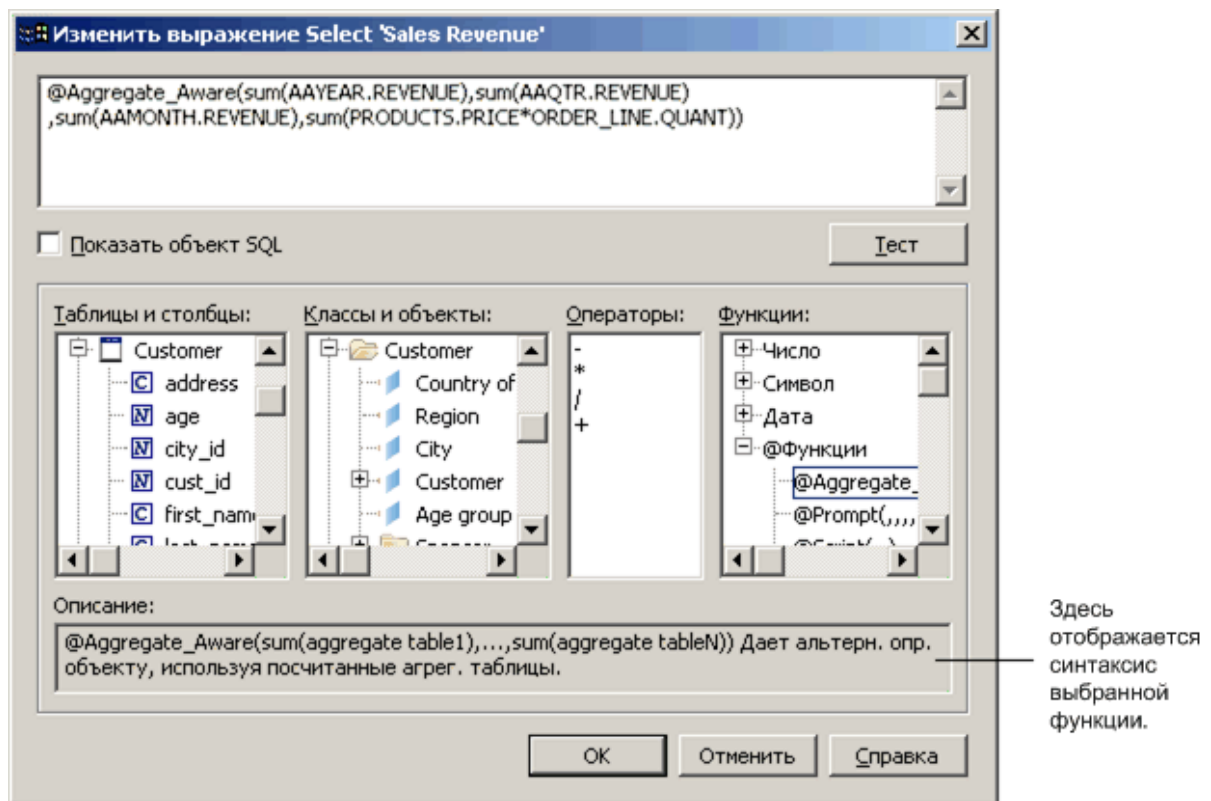 Изменить выражение Select 'Sales Revenue'
@Aggregate_Aware(sum(AAYEAR.REVENUE),sum(AAQTR.REVENUE)
,sum(AAMONTH.REVENUE),sum(PRODUCTS.PRICE*ORDER_LINE.QUANT))
Показать объект SQL
Тест
Таблицы и столбцы:
Customer
address
age
city_id
cust_id
first_nam
Классы и объекты:
Customer
Country of
Region
City
Customer
Age group
Операторы:
-
*
/
+
Функции:
Число
Символ
Дата
@Функции
@Aggregate_
@Prompt(,,,,
Описание:
@Aggregate_Aware(sum(aggregate table1),...,sum(aggregate tableN)) Дает альтерн. опр.
объекту, используя посчитанные агрег. таблицы.
Здесь
отображается
синтаксис
выбранной
функции.
OK
Отменить
Справка